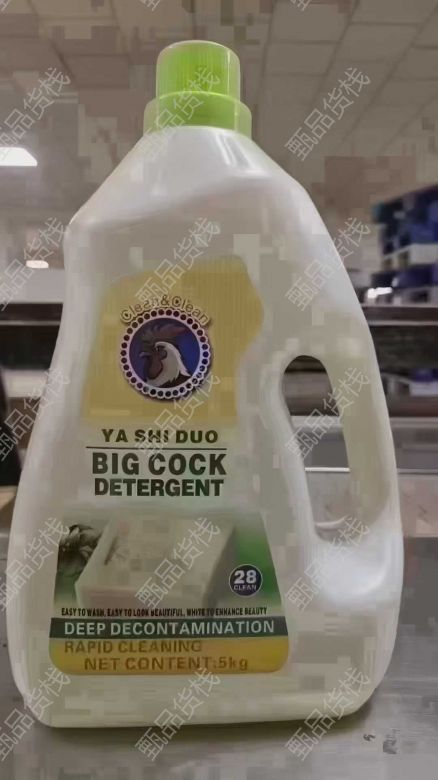 Clean&Clean
YA SHI DUO
BIG COCK
DETERGENT
28
CLEAN
EASY TO WASH, EASY TO LOOK BEAUTIFUL, WHITE TO ENHANCE BEAUTY
DEEP DECONTAMINATION
RAPID CLEANING
NET CONTENT:5kg
甄品货栈